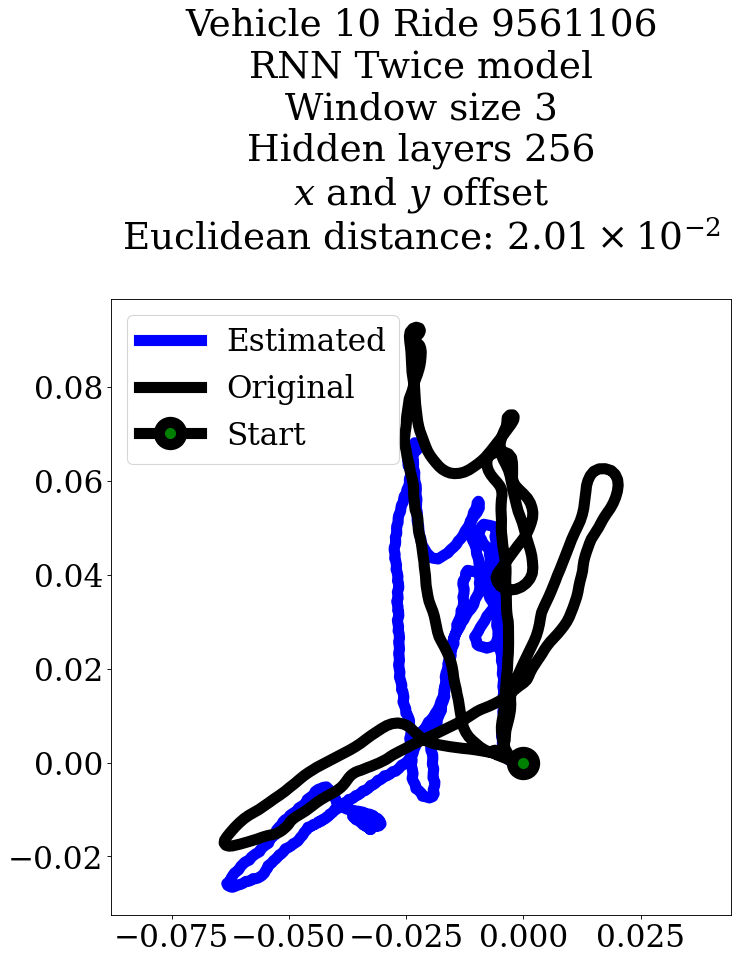 Vehicle 10 Ride 9561106
RNN Twice model
Window size 3
Hidden layers 256
x and y offset
Euclidean distance: 2.01 × 10⁻²
Estimated
Original
Start
0.08
0.06
0.04
0.02
0.00
−0.02
−0.075 −0.050 −0.025 0.000 0.025